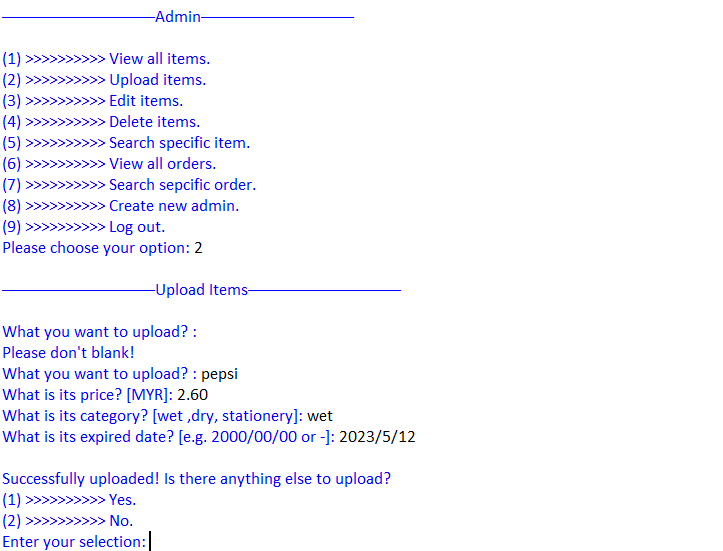 -------------------------Admin-------------------------
(1) >>>>>>>>>> View all items.
(2) >>>>>>>>>> Upload items.
(3) >>>>>>>>>> Edit items.
(4) >>>>>>>>>> Delete items.
(5) >>>>>>>>>> Search specific item.
(6) >>>>>>>>>> View all orders.
(7) >>>>>>>>>> Search sepcific order.
(8) >>>>>>>>>> Create new admin.
(9) >>>>>>>>>> Log out.
Please choose your option: 2
-------------------------Upload Items-------------------------
What you want to upload? :
Please don't blank!
What you want to upload? : pepsi
What is its price? [MYR]: 2.60
What is its category? [wet ,dry, stationery]: wet
What is its expired date? [e.g. 2000/00/00 or -]: 2023/5/12
Successfully uploaded! Is there anything else to upload?
(1) >>>>>>>>>> Yes.
(2) >>>>>>>>>> No.
Enter your selection: